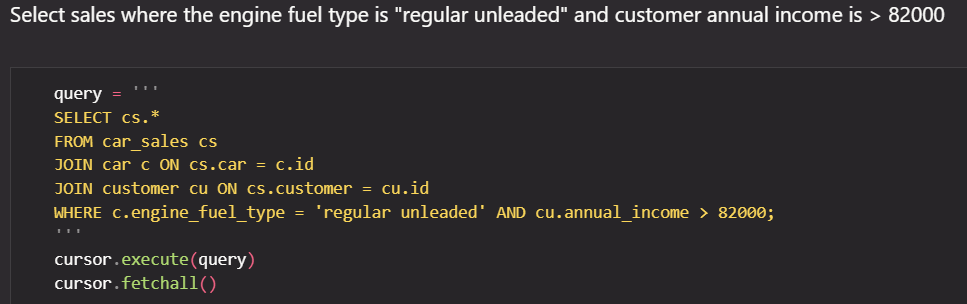 Select sales where the engine fuel type is "regular unleaded" and customer annual income is > 82000
query = '''
SELECT cs.*
FROM car_sales cs
JOIN car c ON cs.car = c.id
JOIN customer cu ON cs.customer = cu.id
WHERE c.engine_fuel_type = 'regular unleaded' AND cu.annual_income > 82000;
'''
cursor.execute(query)
cursor.fetchall()